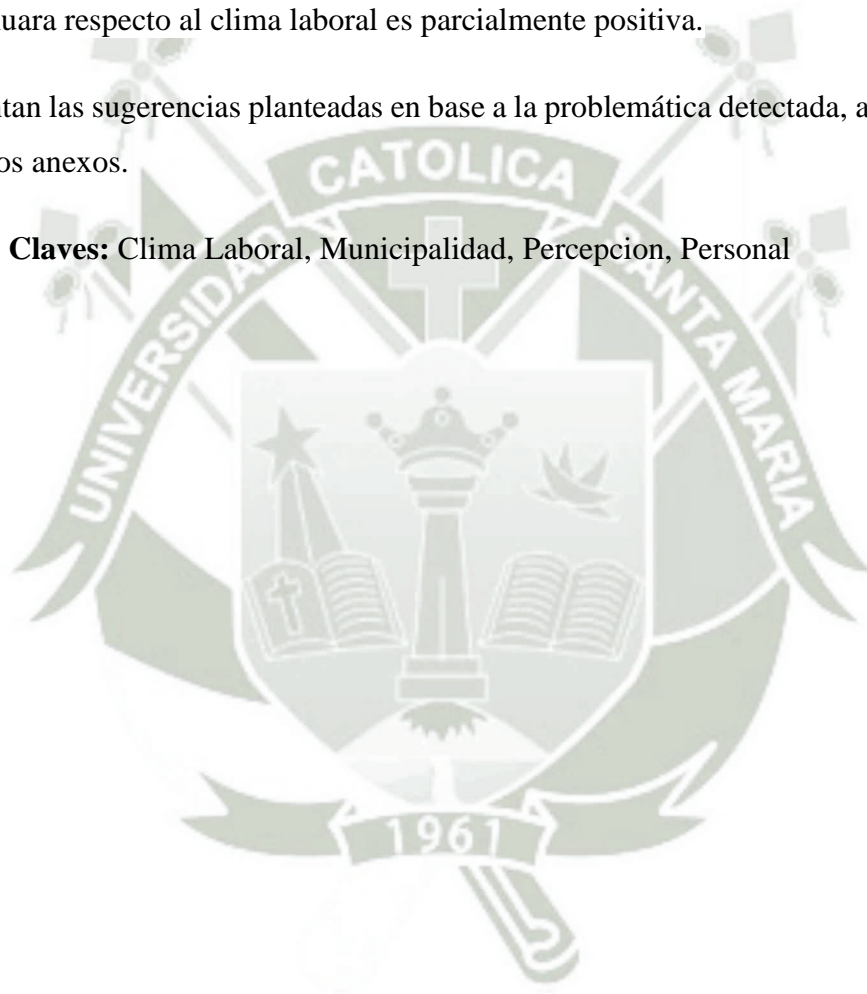 uara respecto al clima laboral es parcialmente positiva.
tan las sugerencias planteadas en base a la problemática detectada, a
os anexos.
Claves: Clima Laboral, Municipalidad, Percepcion, Personal
UNIVERSIDAD CATOLICA SANTA MARIA
1961